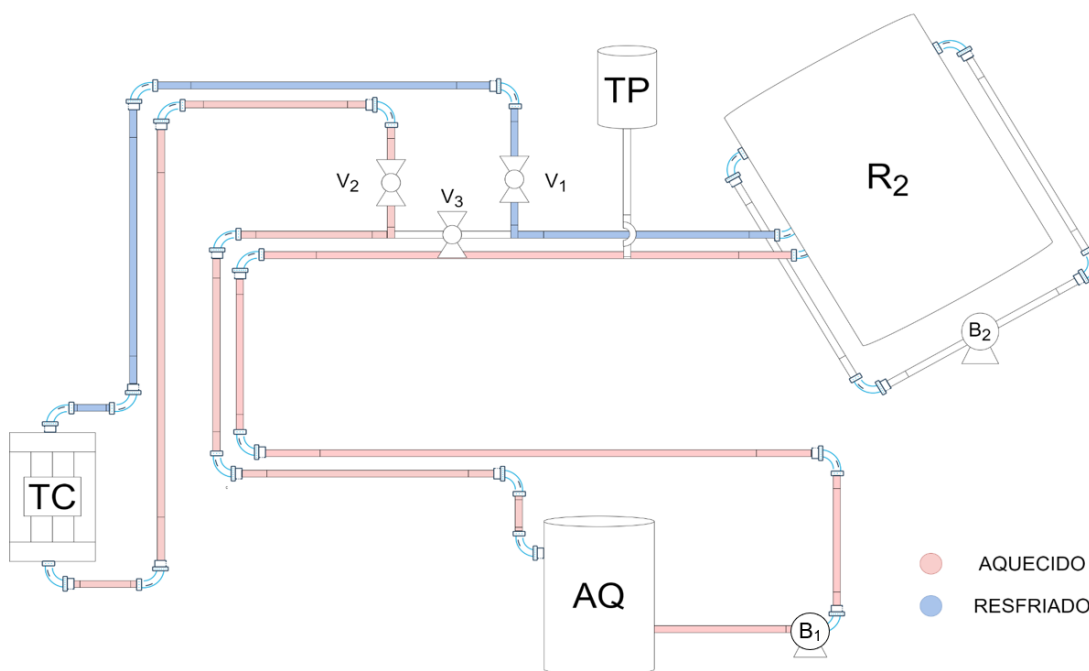 TP
R2
V2
V1
V3
B2
TC
AQ
B1
AQUECIDO
RESFRIADO